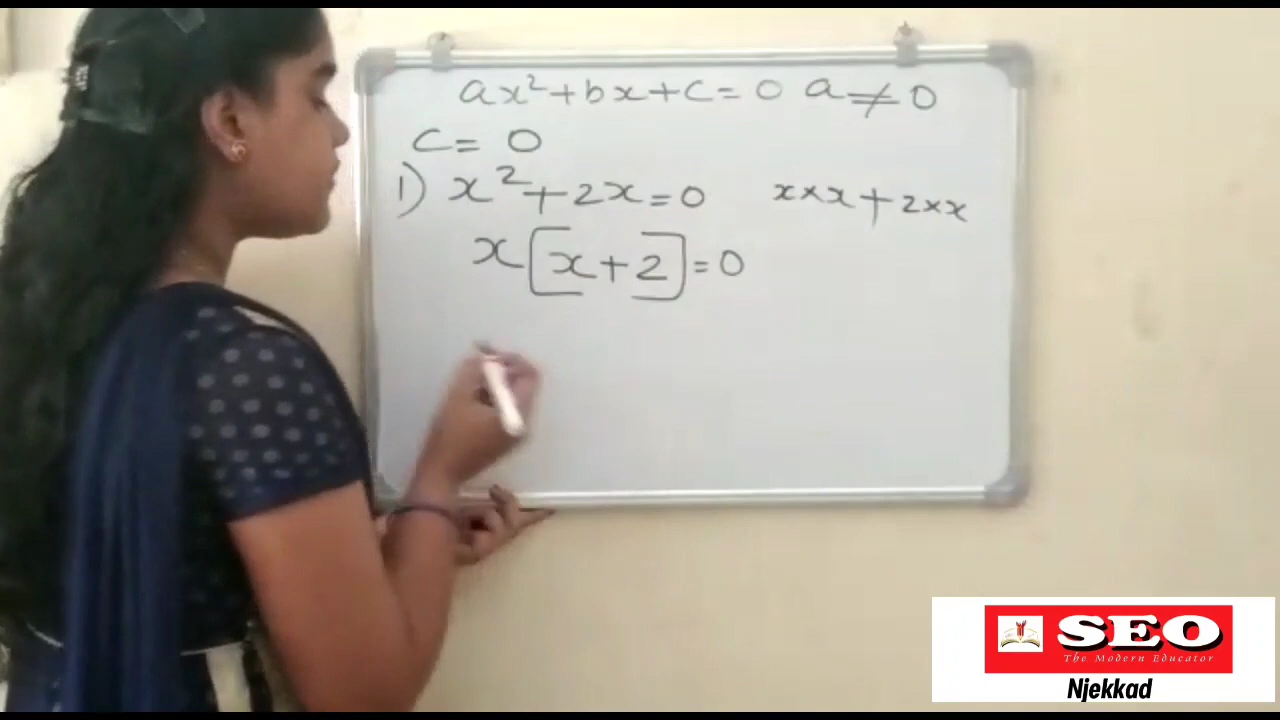 ax²+bx+c=0 a≠0
c=0
1) x²+2x=0 x×x+2×x
x[x+2]=0
SEO
The Modern Educator
Njekkad